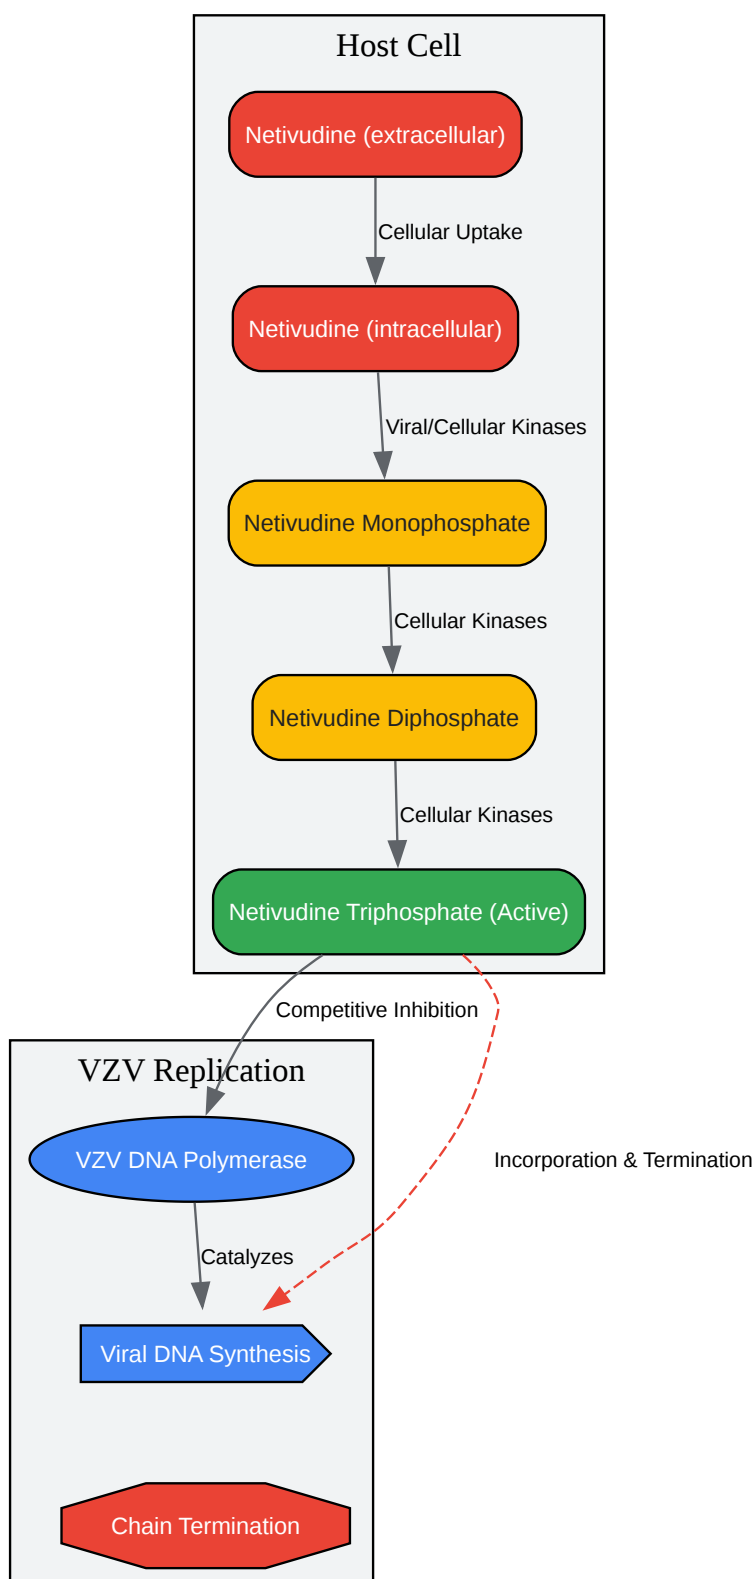 Host Cell
Netivudine (extracellular)
Cellular Uptake
Netivudine (intracellular)
Viral/Cellular Kinases
Netivudine Monophosphate
Cellular Kinases
Netivudine Diphosphate
Cellular Kinases
Netivudine Triphosphate (Active)
Competitive Inhibition
VZV Replication
VZV DNA Polymerase
Incorporation & Termination
Catalyzes
Viral DNA Synthesis
Chain Termination